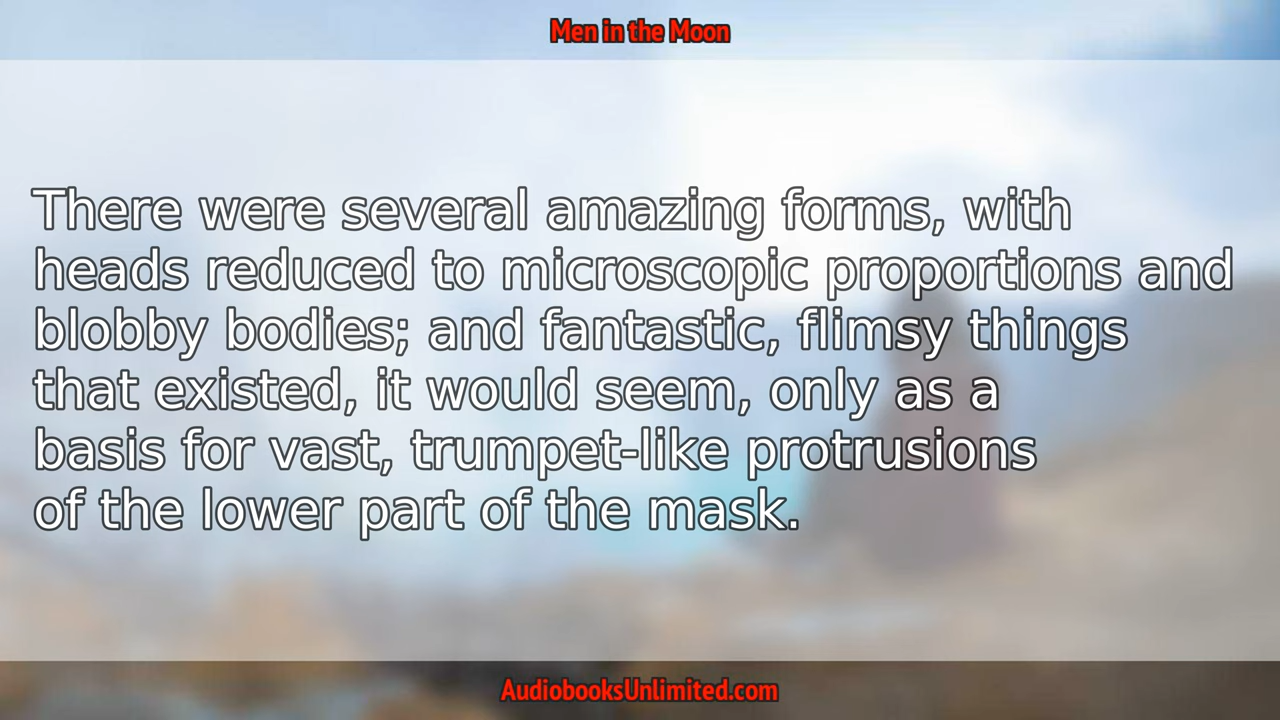 Men in the Moon
There were several amazing forms, with
heads reduced to microscopic proportions and
blobby bodies; and fantastic, flimsy things
that existed, it would seem, only as a
basis for vast, trumpet-like protrusions
of the lower part of the mask.
AudiobooksUnlimited.com